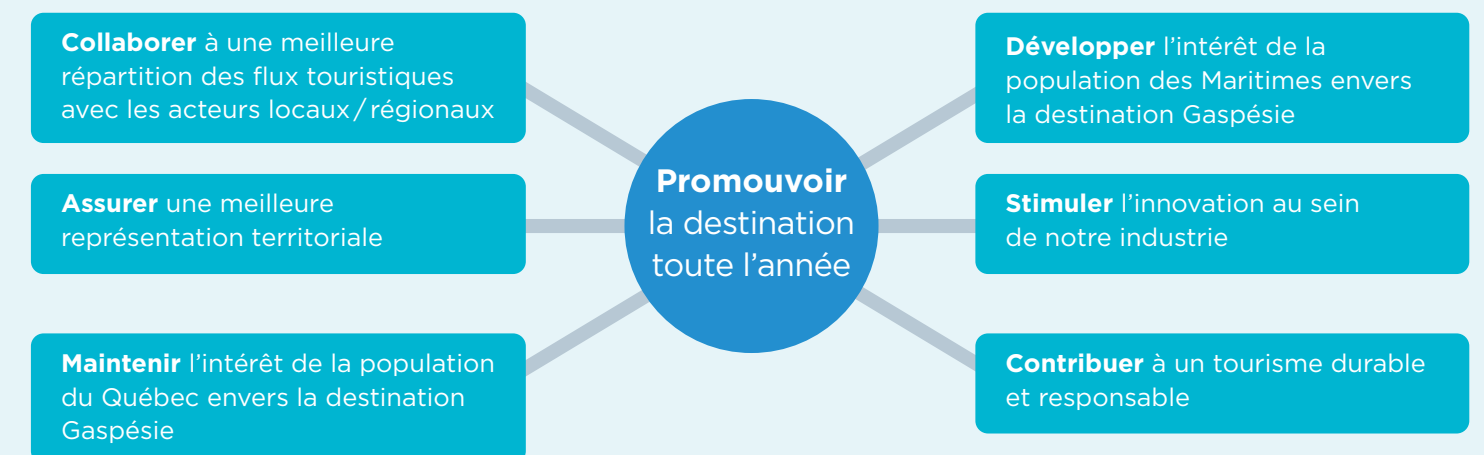 Collaborer à une meilleure
répartition des flux touristiques
avec les acteurs locaux / régionaux
Assurer une meilleure
représentation territoriale
Maintenir l’intérêt de la population
du Québec envers la destination
Gaspésie
Promouvoir
la destination
toute l’année
Développer l’intérêt de la
population des Maritimes envers
la destination Gaspésie
Stimuler l’innovation au sein
de notre industrie
Contribuer à un tourisme durable
et responsable